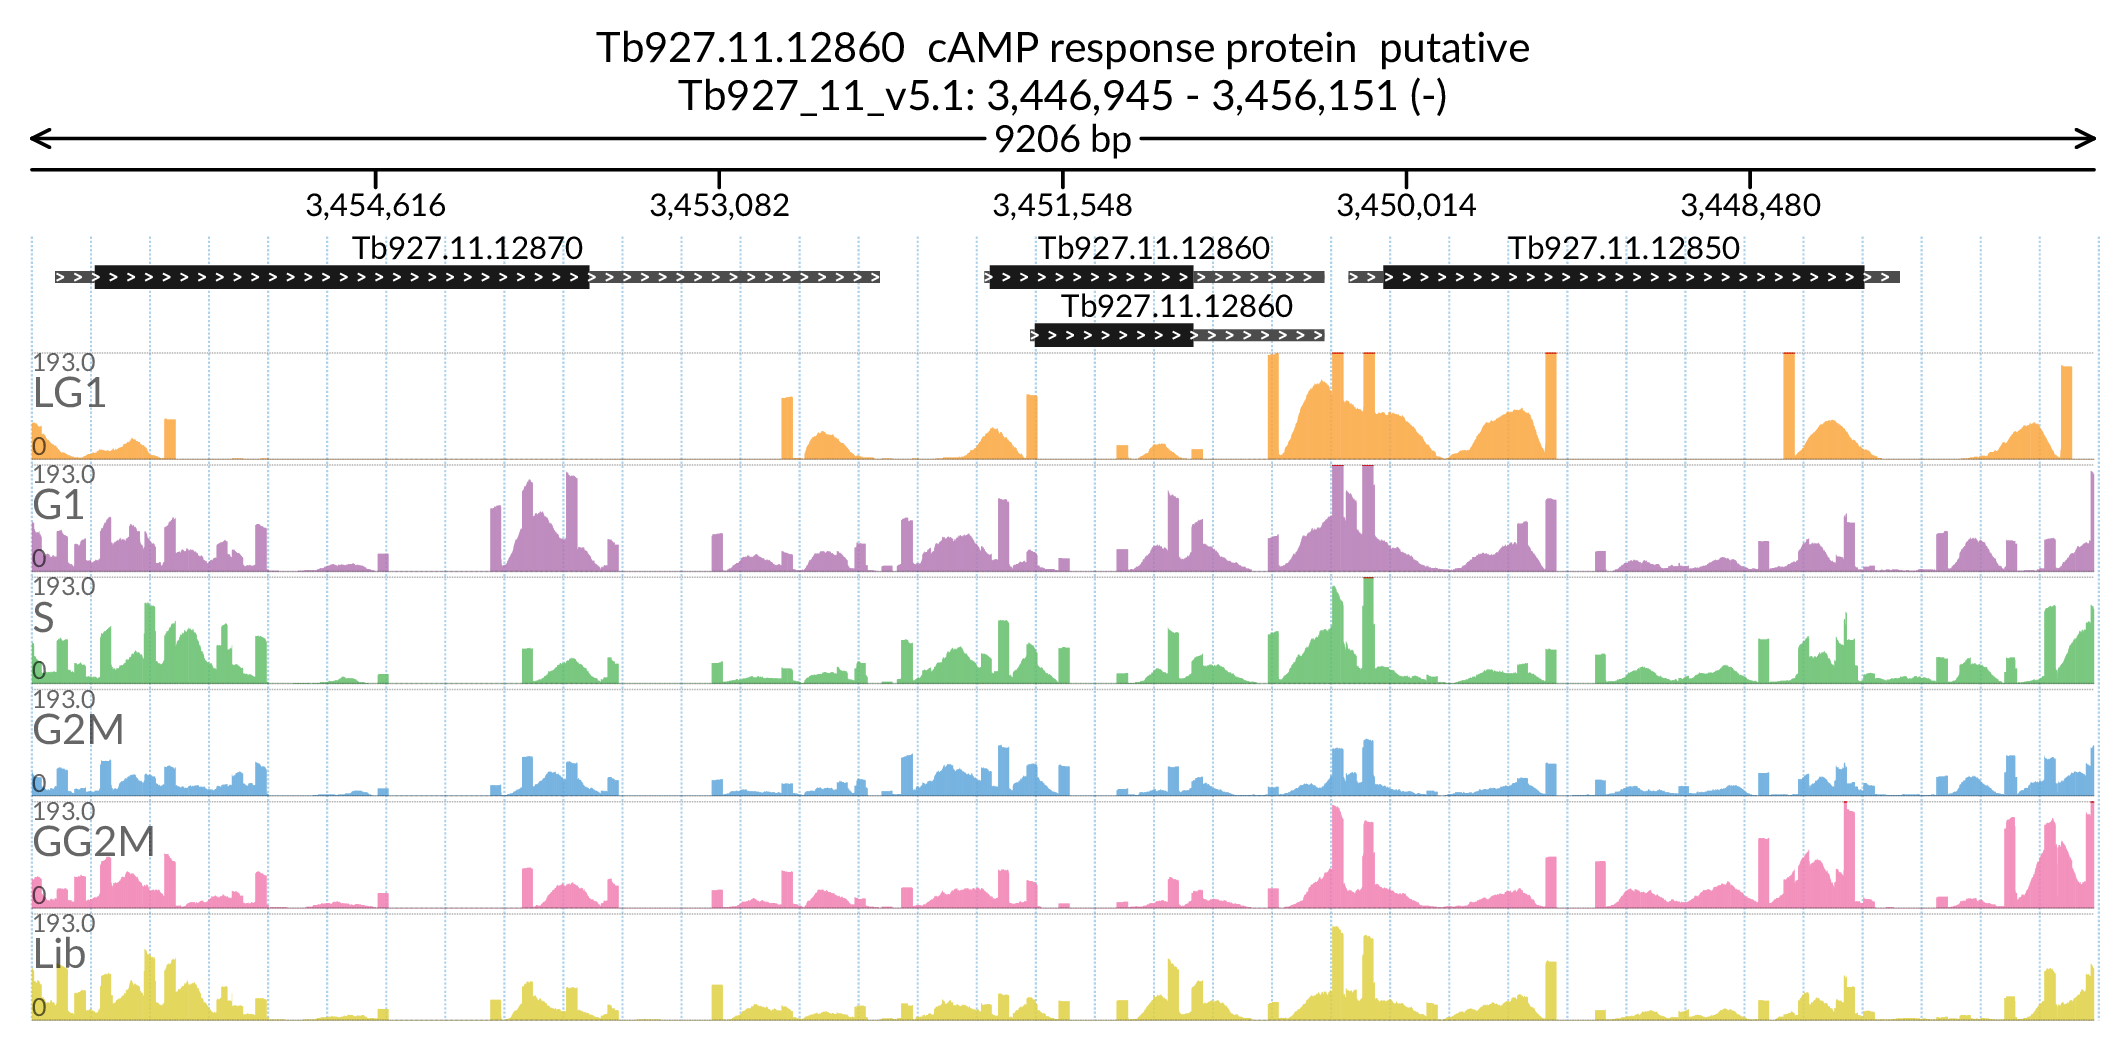 Tb927.11.12860  cAMP response protein  putative
Tb927_11_v5.1: 3,446,945 - 3,456,151 (-)
9206 bp
3,454,616 3,453,082 3,451,548 3,450,014 3,448,480
Tb927.11.12870 Tb927.11.12860 Tb927.11.12850
Tb927.11.12860
193.0
LG1
0
193.0
G1
0
193.0
S
0
193.0
G2M
0
193.0
GG2M
0
193.0
Lib
0